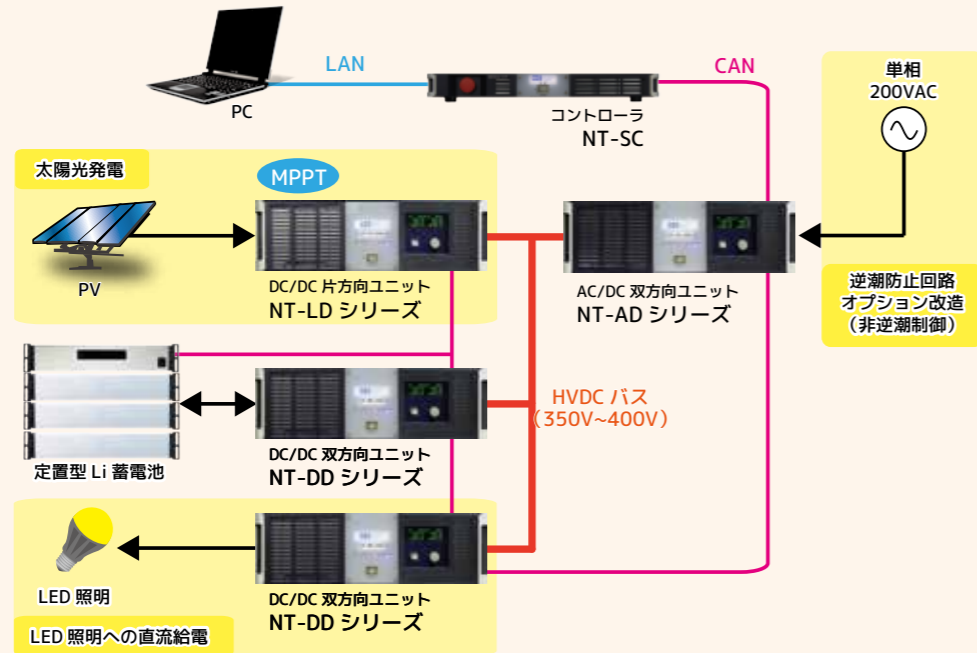 LAN
CAN
PC
コントローラ
NT-SC
単相
200VAC
太陽光発電
MPPT
PV
DC/DC 片方向ユニット
NT-LD シリーズ
AC/DC 双方向ユニット
NT-AD シリーズ
逆潮防止回路
オプション改造
（非逆潮制御）
HVDC バス
（350V~400V）
定置型 Li 蓄電池
DC/DC 双方向ユニット
NT-DD シリーズ
LED 照明
DC/DC 双方向ユニット
NT-DD シリーズ
LED 照明への直流給電